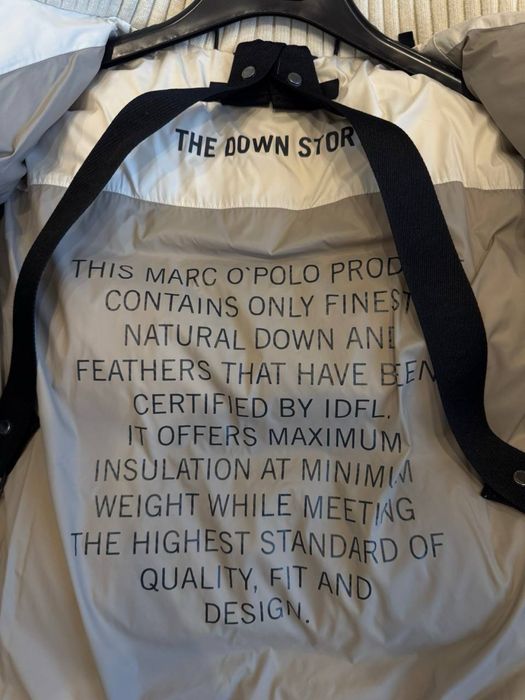 THE DOWN STOR
THIS MARC O`POLO PROD
CONTAINS ONLY FINEST
NATURAL DOWN AND
FEATHERS THAT HAVE BEEN
CERTIFIED BY IDFL.
IT OFFERS MAXIMUM
INSULATION AT MINIMUM
WEIGHT WHILE MEETING
THE HIGHEST STANDARD OF
QUALITY, FIT AND
DESIGN.